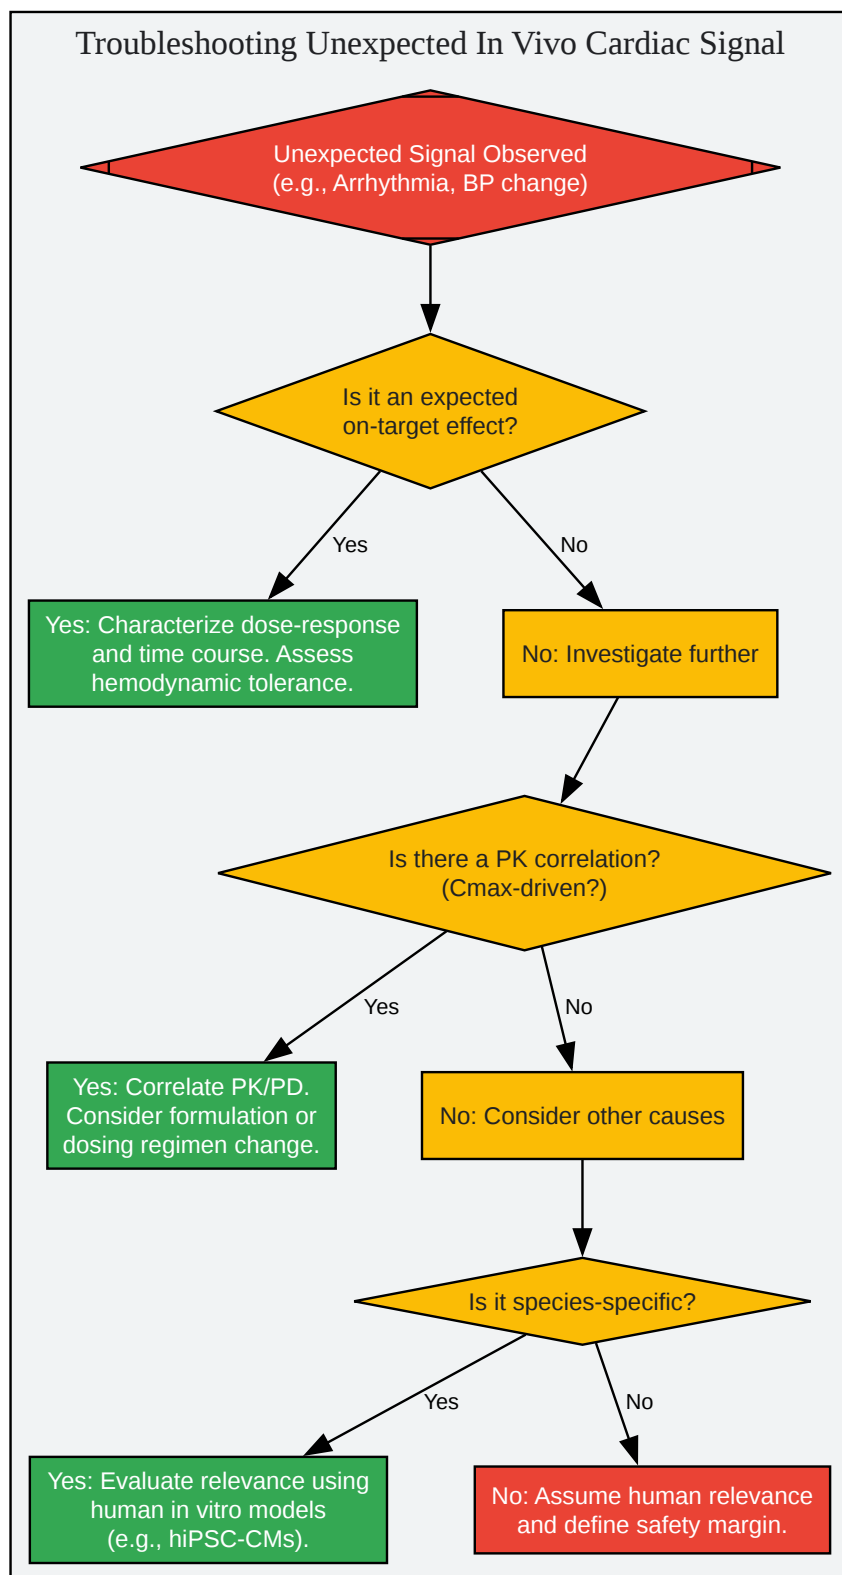 Troubleshooting Unexpected In Vivo Cardiac Signal
Unexpected Signal Observed
(e.g., Arrhythmia, BP change)
Is it an expected
on-target effect?
Yes
No
Yes: Characterize dose-response
and time course. Assess
hemodynamic tolerance.
No: Investigate further
Is there a PK correlation?
(Cmax-driven?)
Yes
No
Yes: Correlate PK/PD.
Consider formulation or
dosing regimen change.
No: Consider other causes
Is it species-specific?
Yes
No
Yes: Evaluate relevance using
human in vitro models
(e.g., hiPSC-CMs).
No: Assume human relevance
and define safety margin.